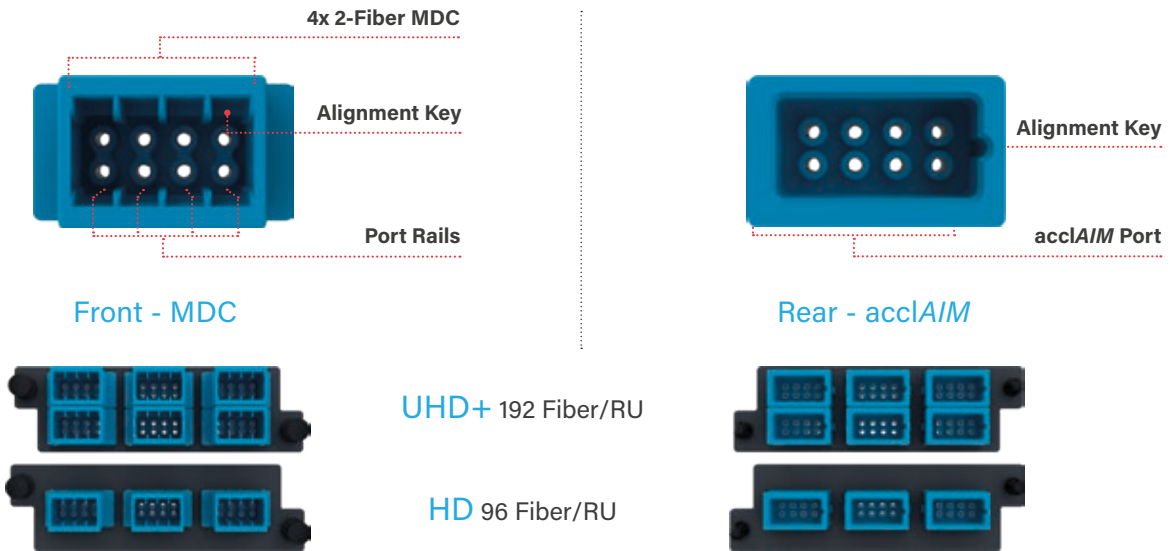 4x 2-Fiber MDC
Alignment Key
Port Rails
Front - MDC
Alignment Key
acclAIM Port
Rear - acclAIM
UHD+ 192 Fiber/RU
HD 96 Fiber/RU